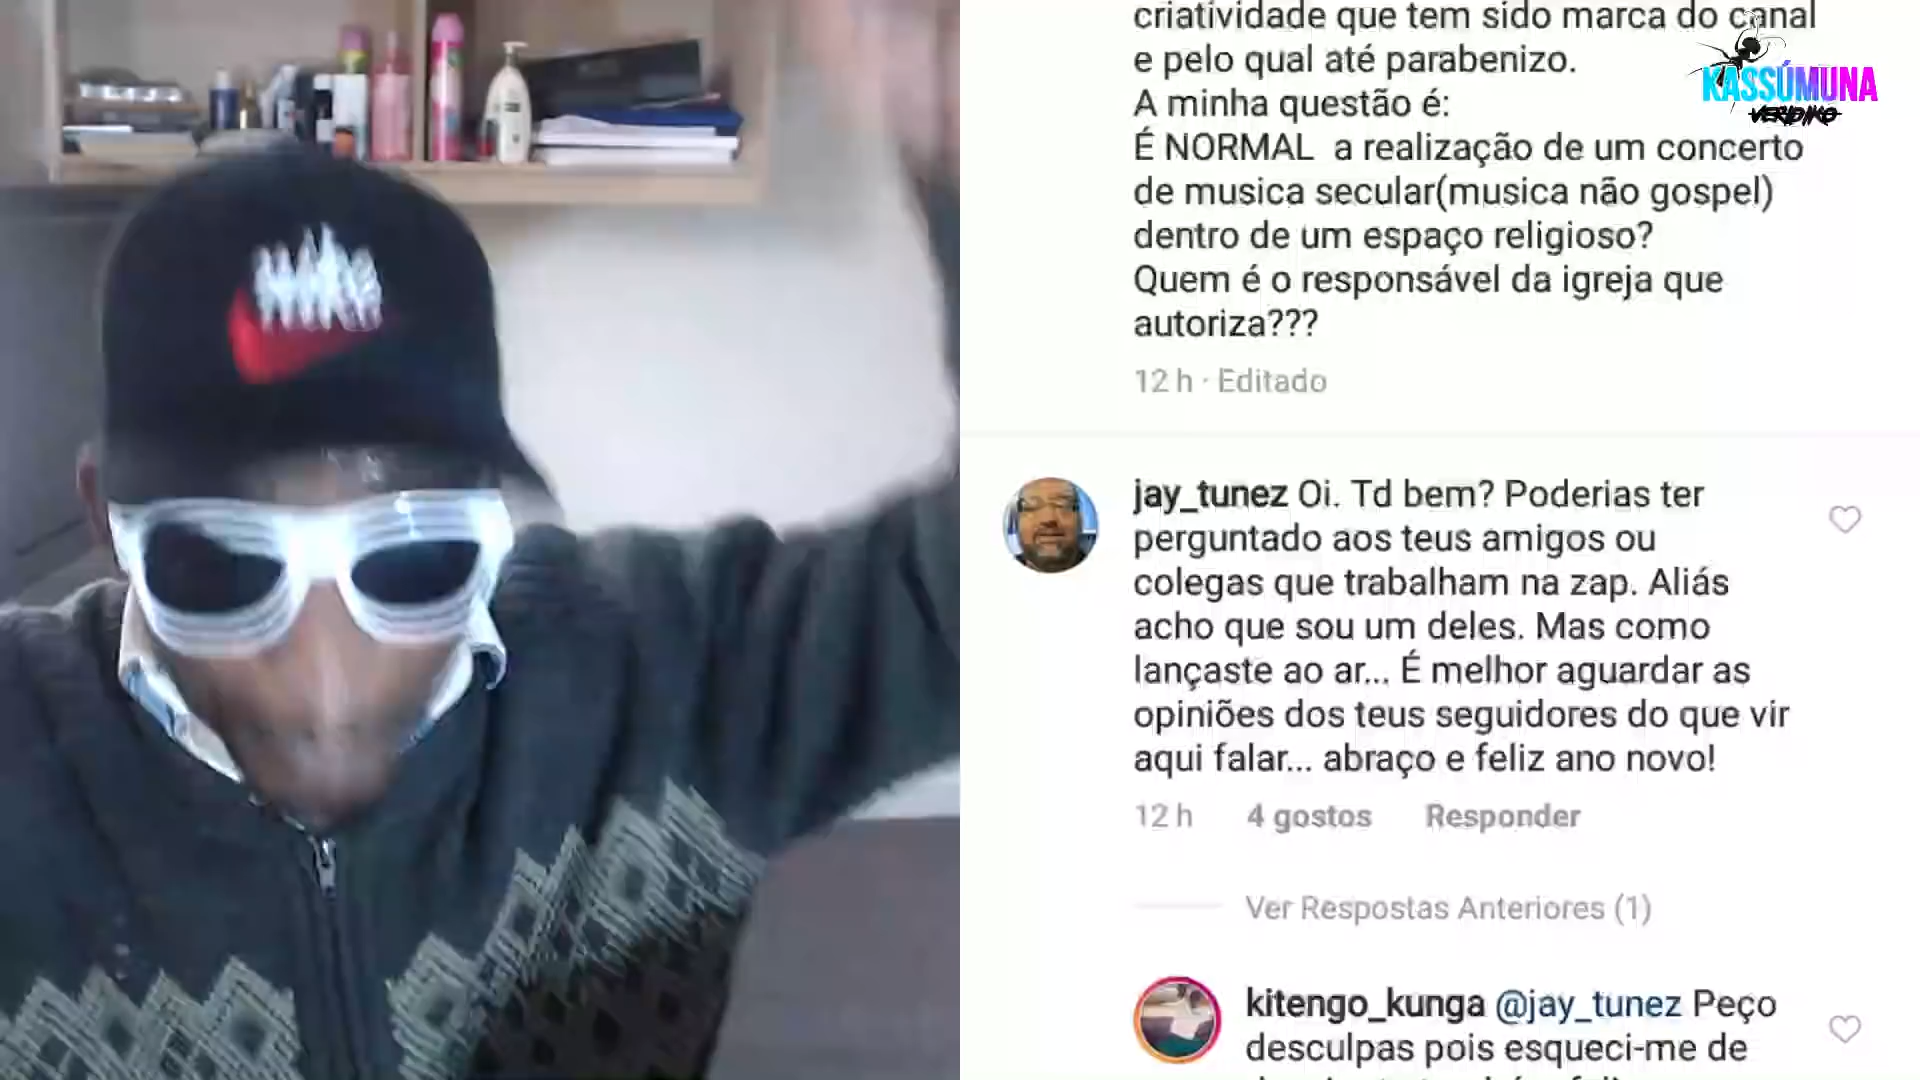 criatividade que tem sido marca do canal
e pelo qual até parabenizo.
A minha questão é:
É NORMAL a realização de um concerto
de musica secular(musica não gospel)
dentro de um espaço religioso?
Quem é o responsável da igreja que
autoriza???
12 h · Editado
KASSÚMUNA
VERIDIKO
jay_tunez Oi. Td bem? Poderias ter
perguntado aos teus amigos ou
colegas que trabalham na zap. Aliás
acho que sou um deles. Mas como
lançaste ao ar... É melhor aguardar as
opiniões dos teus seguidores do que vir
aqui falar... abraço e feliz ano novo!
12 h 4 gostos Responder
Ver Respostas Anteriores (1)
kitengo_kunga @jay_tunez Peço
desculpas pois esqueci-me de